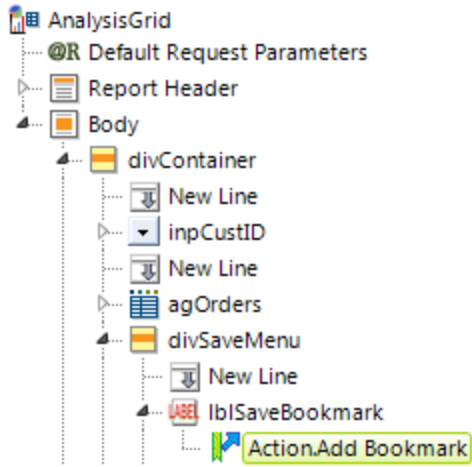 AnalysisGrid
@R Default Request Parameters
Report Header
Body
divContainer
New Line
inpCustID
New Line
agOrders
divSaveMenu
New Line
LABEL lblSaveBookmark
Action.Add Bookmark